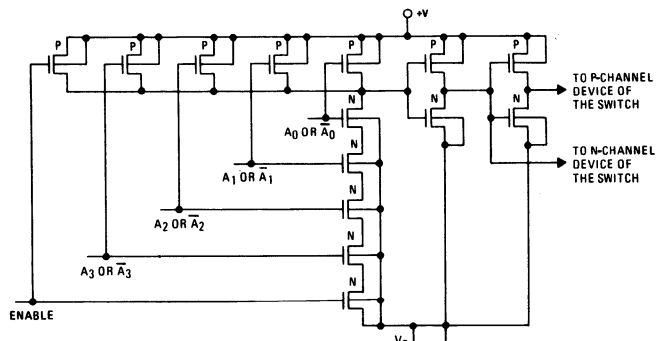 +V
P P P P P P P
TO P-CHANNEL
DEVICE OF
THE SWITCH
N N N
A0 OR A̅0
N
TO N-CHANNEL
DEVICE OF
THE SWITCH
A1 OR A̅1
N
A2 OR A̅2
N
A3 OR A̅3
N
ENABLE